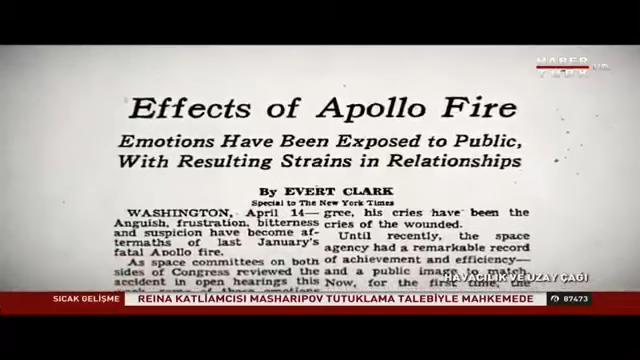 HABER
TÜRK
Effects of Apollo Fire
Emotions Have Been Exposed to Public,
With Resulting Strains in Relationships
By EVERT CLARK
Special to The New York Times
WASHINGTON, April 14—
Anguish, frustration, bitterness
and suspicion have become af-
termaths of last January's
fatal Apollo fire.
As space committees on both
sides of Congress reviewed the
accident in open hearings this
gree, his cries have been the
cries of the wounded.
Until recently, the space
agency had a remarkable record
of achievement and efficiency—
and a public image to match
Now, for the first time, the
HAVACILIK VE UZAY ÇAĞI
SICAK GELİŞME
REINA KATLİAMCISI MASHARIPOV TUTUKLAMA TALEBİYLE MAHKEMEDE
87473